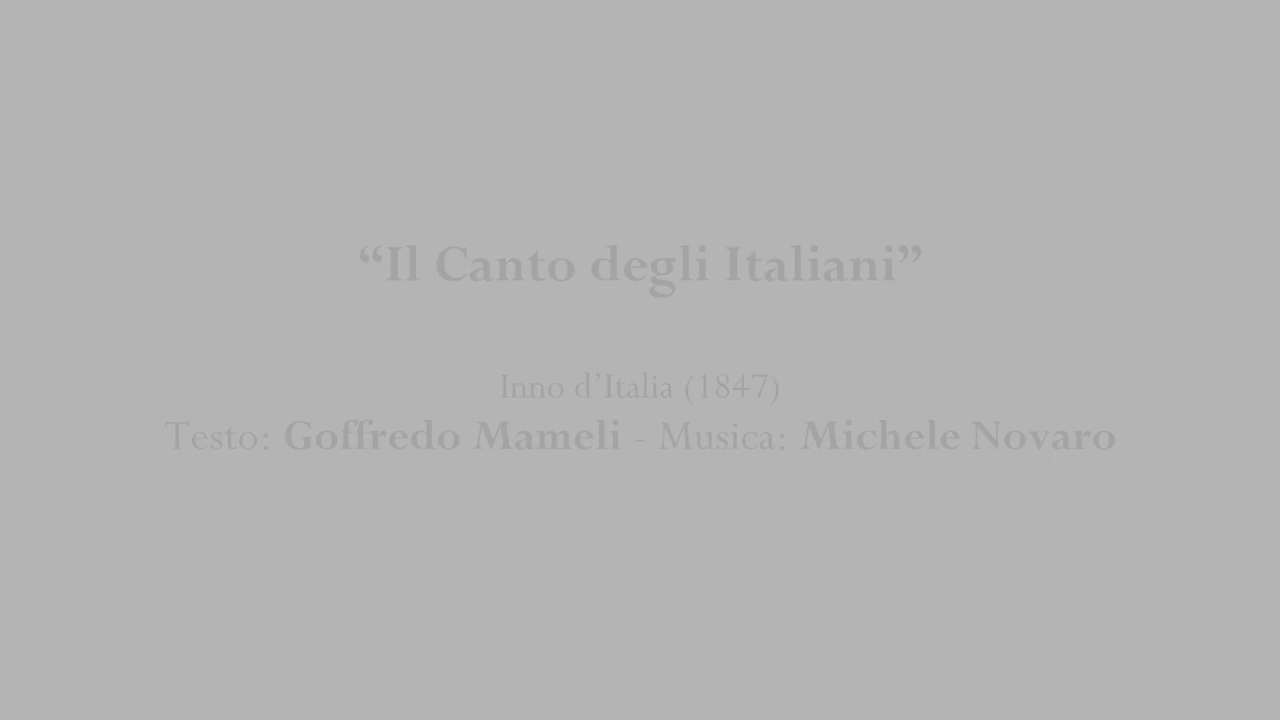 “Il Canto degli Italiani”
Inno d’Italia (1847)
Testo: Goffredo Mameli - Musica: Michele Novaro